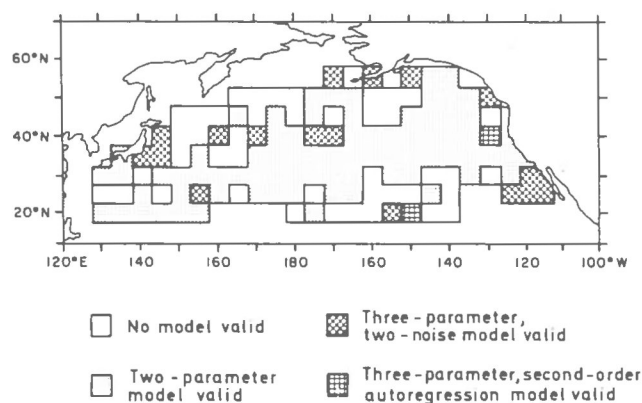 60°N
40°N
20°N
120°E 140 160 180 160 140 120 100°W
No model valid
Three-parameter,
two-noise model valid
Two-parameter
model valid
Three-parameter, second-order
autoregression model valid